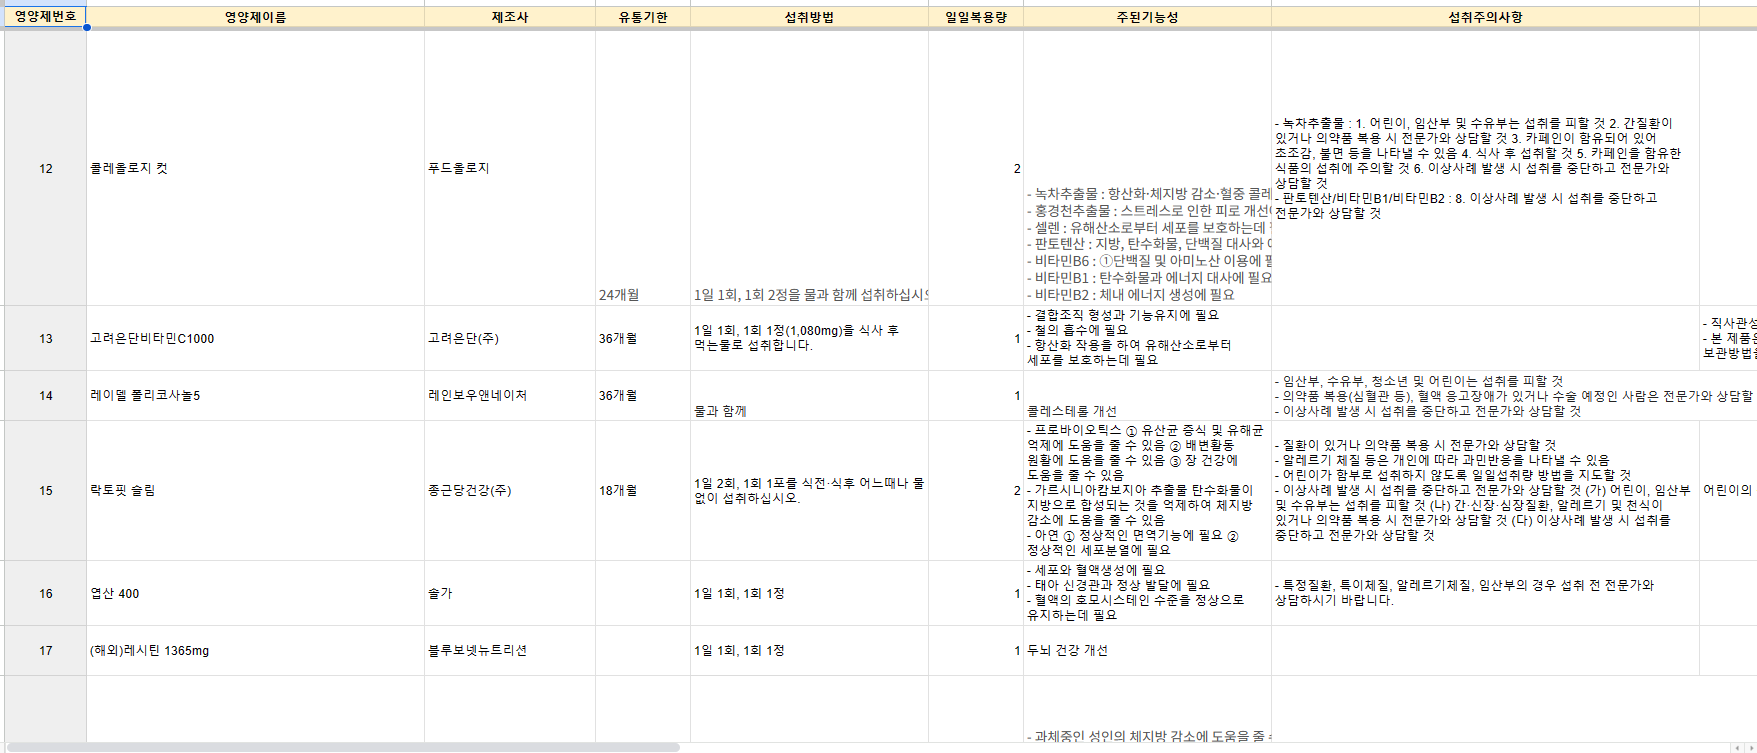 영양제번호 영양제이름 제조사 유통기한 섭취방법 일일복용량 주된기능성 섭취주의사항
12 콜레올로지 컷 푸드올로지 24개월 1일 1회, 1회 2정을 물과 함께 섭취하십시오 2
- 녹차추출물 : 항산화·체지방 감소·혈중 콜레
- 홍경천추출물 : 스트레스로 인한 피로 개선
- 셀렌 : 유해산소로부터 세포를 보호하는데
- 판토텐산 : 지방, 탄수화물, 단백질 대사와
- 비타민B6 : ①단백질 및 아미노산 이용에
- 비타민B1 : 탄수화물과 에너지 대사에 필요
- 비타민B2 : 체내 에너지 생성에 필요
- 녹차추출물 : 1. 어린이, 임산부 및 수유부는 섭취를 피할 것 2. 간질환이
있거나 의약품 복용 시 전문가와 상담할 것 3. 카페인이 함유되어 있어
초조감, 불면 등을 나타낼 수 있음 4. 식사 후 섭취할 것 5. 카페인을 함유한
식품의 섭취에 주의할 것 6. 이상사례 발생 시 섭취를 중단하고 전문가와
상담할 것
- 판토텐산/비타민B1/비타민B2 : 8. 이상사례 발생 시 섭취를 중단하고
전문가와 상담할 것
13 고려은단비타민C1000 고려은단(주) 36개월
1일 1회, 1회 1정(1,080mg)을 식사 후
먹는물로 섭취합니다.
1
- 결합조직 형성과 기능유지에 필요
- 철의 흡수에 필요
- 항산화 작용을 하여 유해산소로부터
세포를 보호하는데 필요
- 직사관성
- 본 제품은
보관방법을
14 레이델 폴리코사놀5 레인보우앤네이처 36개월 물과 함께 1 콜레스테롤 개선
- 임산부, 수유부, 청소년 및 어린이는 섭취를 피할 것
- 의약품 복용(심혈관 등), 혈액 응고장애가 있거나 수술 예정인 사람은 전문가와 상담할
- 이상사례 발생 시 섭취를 중단하고 전문가와 상담할 것
15 락토핏 슬림 종근당건강(주) 18개월
1일 2회, 1회 1포를 식전·식후 어느때나 물
없이 섭취하십시오.
2
- 프로바이오틱스 ① 유산균 증식 및 유해균
억제에 도움을 줄 수 있음 ② 배변활동
원활에 도움을 줄 수 있음 ③ 장 건강에
도움을 줄 수 있음
- 가르시니아캄보지아 추출물 탄수화물이
지방으로 합성되는 것을 억제하여 체지방
감소에 도움을 줄 수 있음
- 아연 ① 정상적인 면역기능에 필요 ②
정상적인 세포분열에 필요
- 질환이 있거나 의약품 복용 시 전문가와 상담할 것
- 알레르기 체질 등은 개인에 따라 과민반응을 나타낼 수 있음
- 어린이가 함부로 섭취하지 않도록 일일섭취량 방법을 지도할 것
- 이상사례 발생 시 섭취를 중단하고 전문가와 상담할 것 (가) 어린이, 임산부
및 수유부는 섭취를 피할 것 (나) 간·신장·심장질환, 알레르기 및 천식이
있거나 의약품 복용 시 전문가와 상담할 것 (다) 이상사례 발생 시 섭취를
중단하고 전문가와 상담할 것
어린이의
16 엽산 400 솔가 1일 1회, 1회 1정 1
- 세포와 혈액생성에 필요
- 태아 신경관과 정상 발달에 필요
- 혈액의 호모시스테인 수준을 정상으로
유지하는데 필요
- 특정질환, 특이체질, 알레르기체질, 임산부의 경우 섭취 전 전문가와
상담하시기 바랍니다.
17 (해외)레시틴 1365mg 블루보넷뉴트리션 1일 1회, 1회 1정 1 두뇌 건강 개선
- 과체중인 성인의 체지방 감소에 도움을 줄